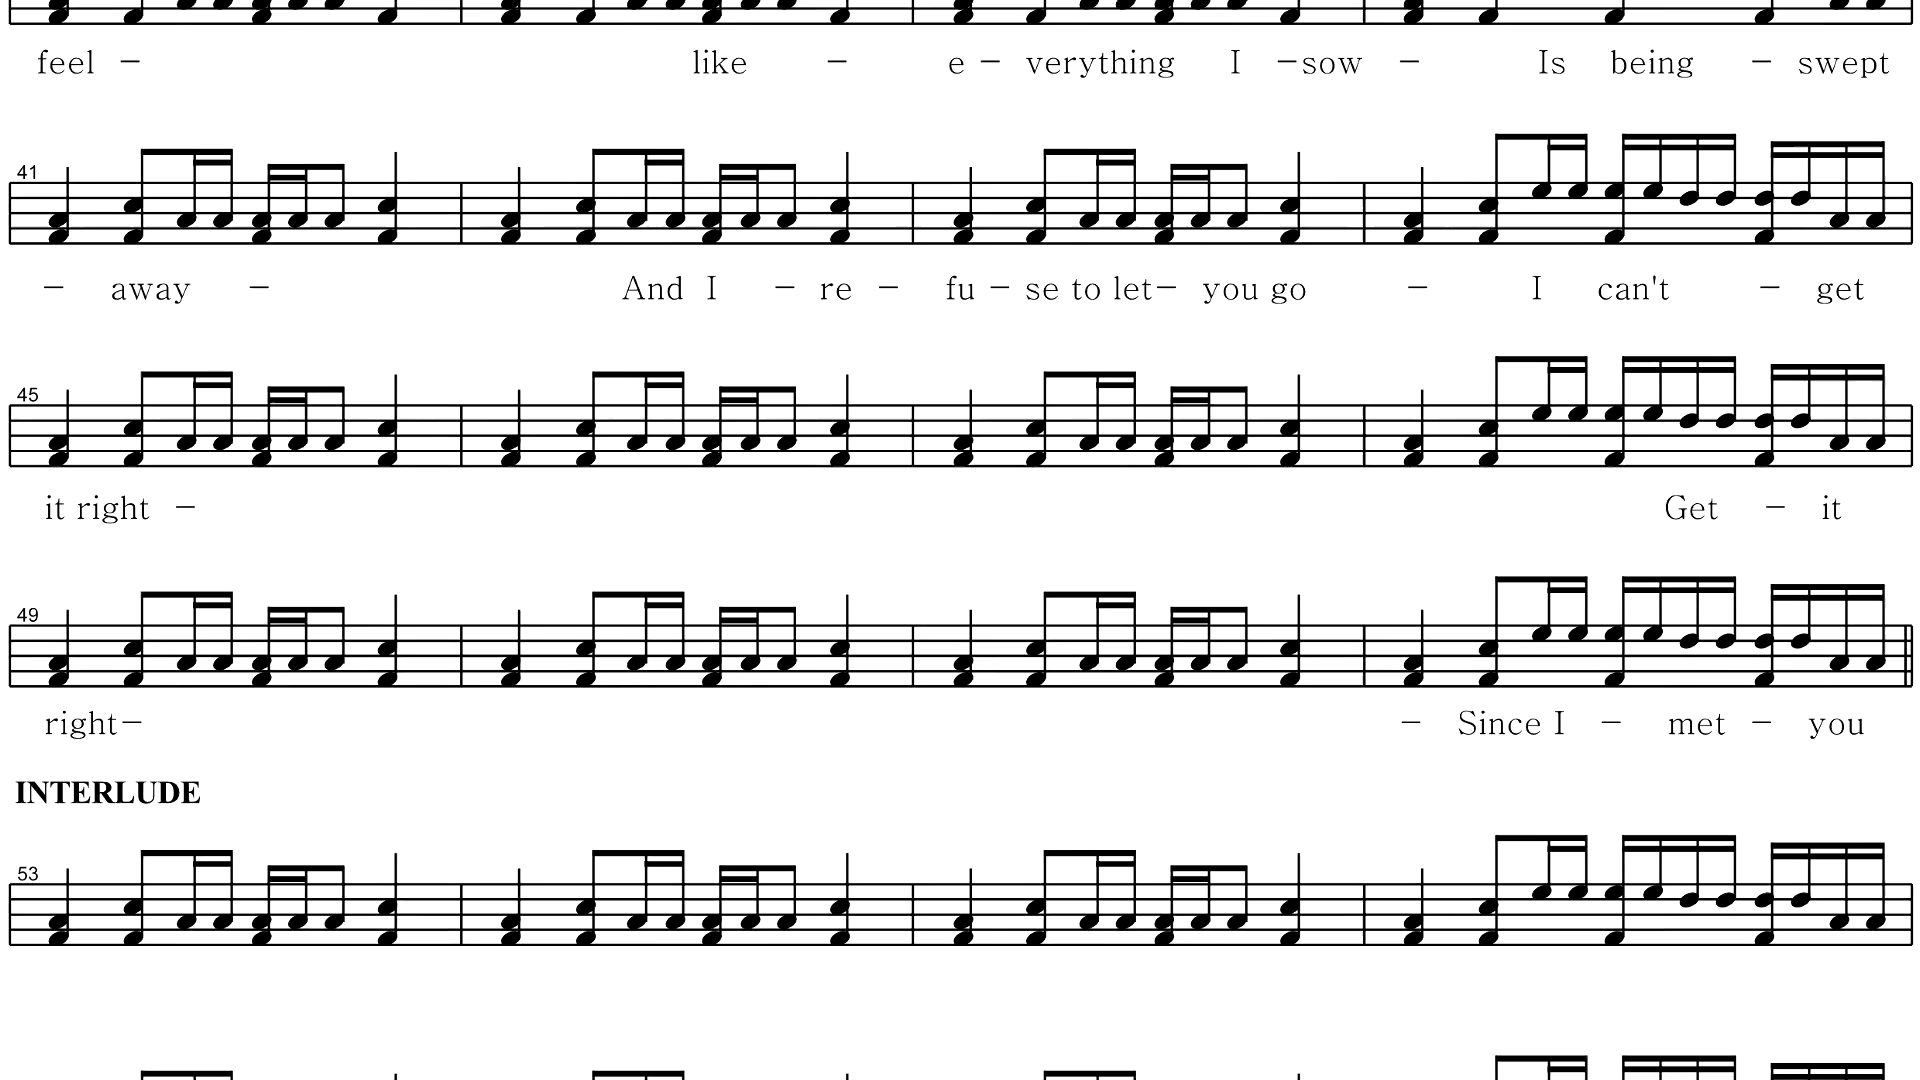 feel – like – e – verything I –sow – Is being – swept
41
– away – And I – re – fu – se to let– you go – I can't – get
45
it right – Get – it
49
right– – Since I – met – you
INTERLUDE
53